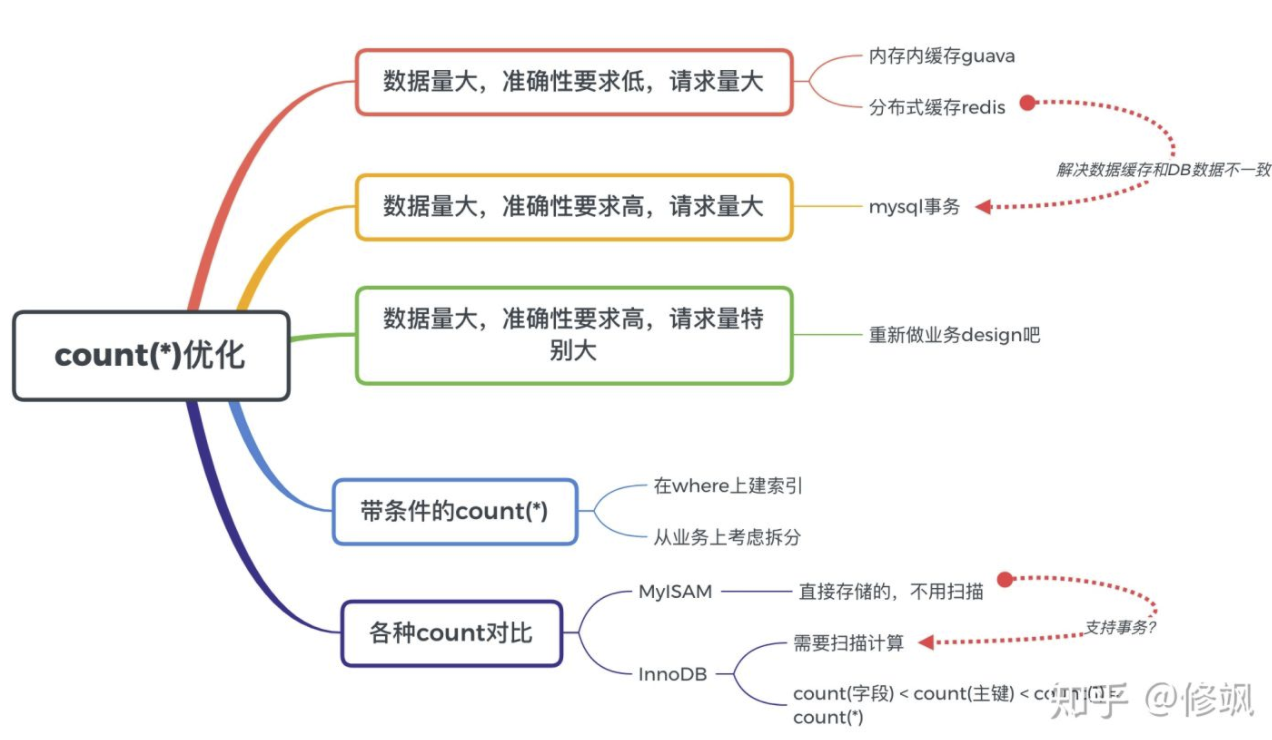 数据量大，准确性要求低，请求量大
内存内缓存guava
分布式缓存redis
解决数据缓存和DB数据不一致
数据量大，准确性要求高，请求量大
mysql事务
count(*)优化
数据量大，准确性要求高，请求量特
别大
重新做业务design吧
带条件的count(*)
在where上建索引
从业务上考虑拆分
各种count对比
MyISAM
直接存储的，不用扫描
支持事务?
InnoDB
需要扫描计算
count(字段) < count(主键) < count(1) =
count(*)
知乎 @修飒